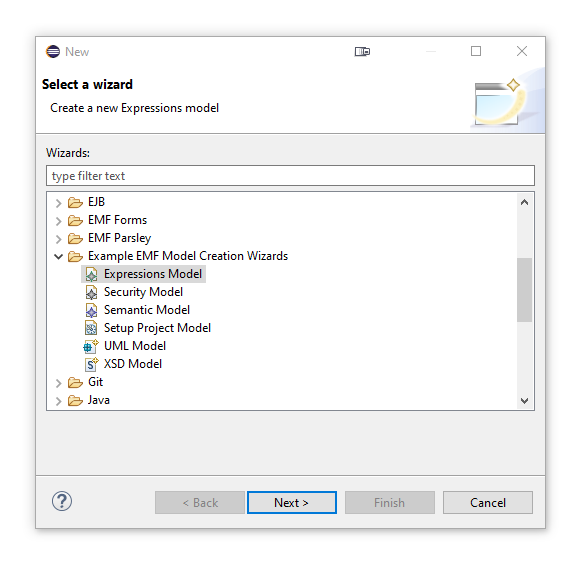 New
Select a wizard
Create a new Expressions model
Wizards:
type filter text
EJB
EMF Forms
EMF Parsley
Example EMF Model Creation Wizards
Expressions Model
Security Model
Semantic Model
Setup Project Model
UML Model
XSD Model
Git
Java
? < Back Next > Finish Cancel